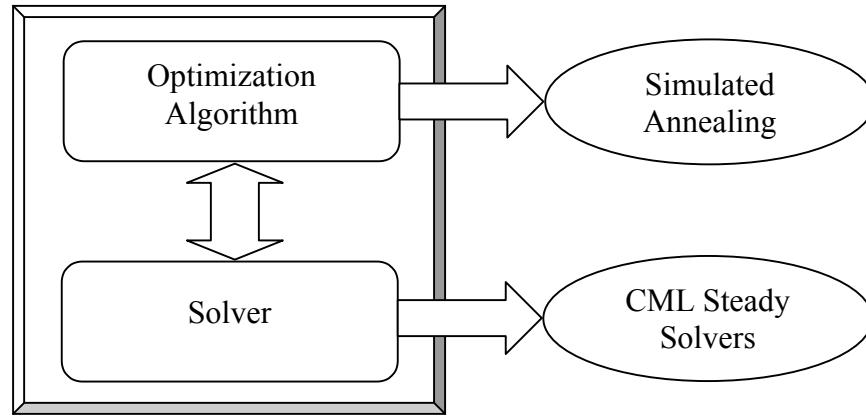 Optimization
Algorithm
Simulated
Annealing
Solver
CML Steady
Solvers